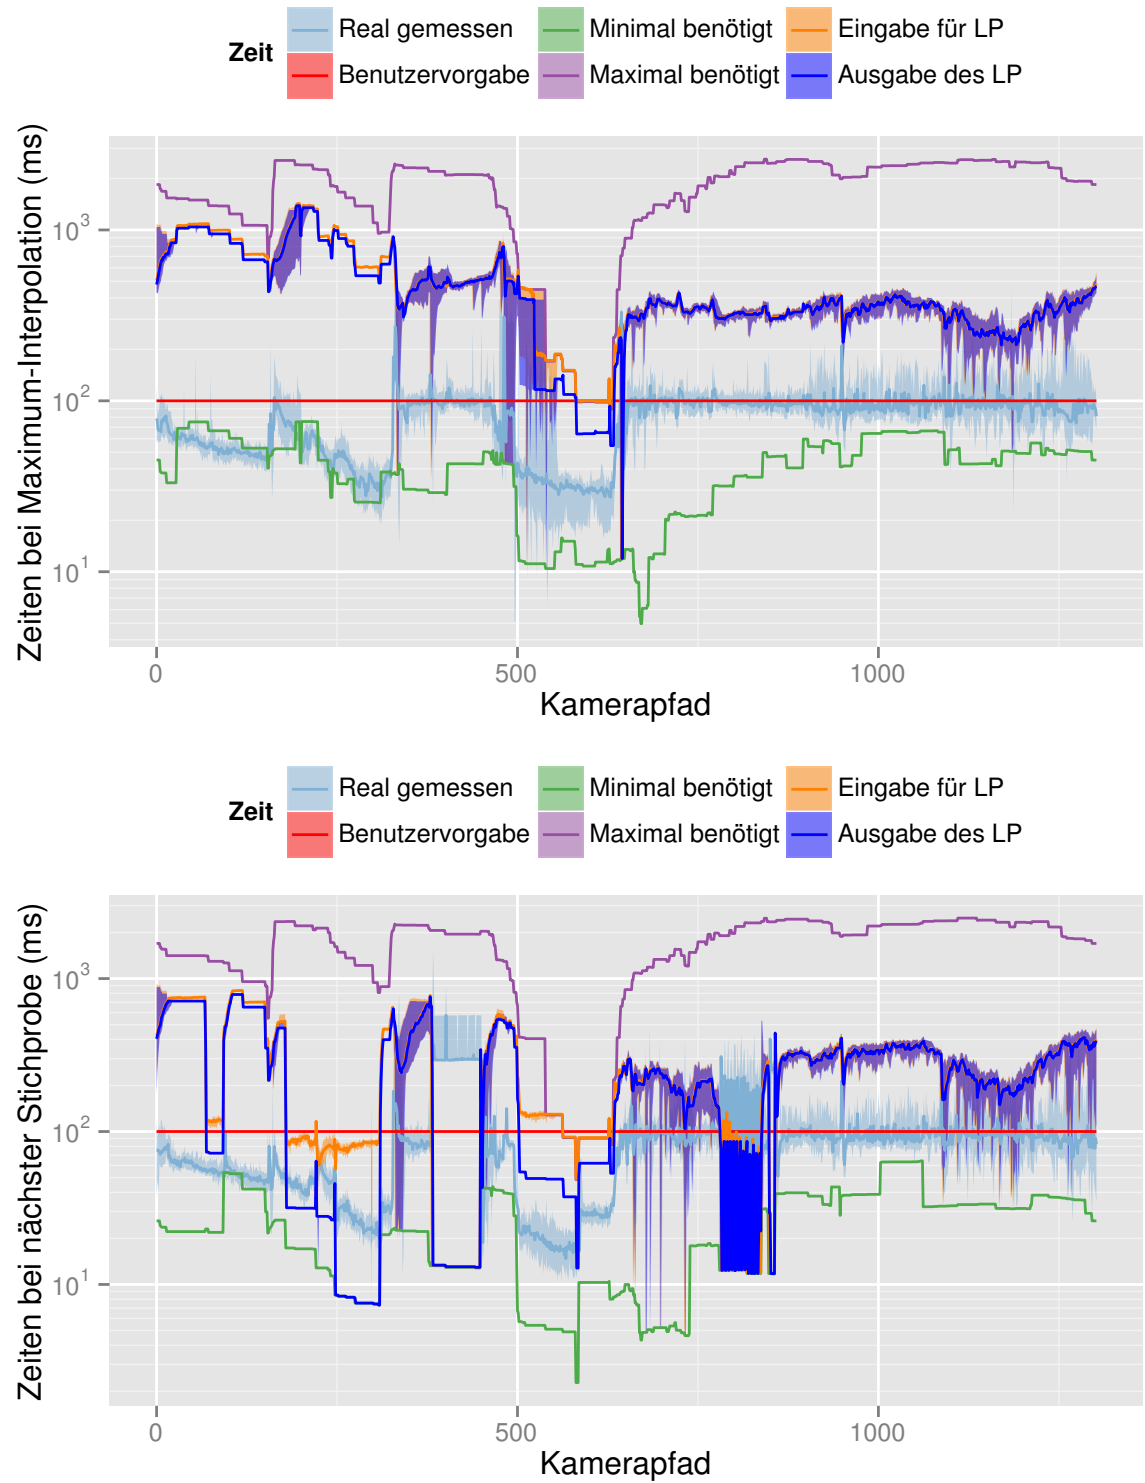 Zeit
Real gemessen
Minimal benötigt
Eingabe für LP
Benutzervorgabe
Maximal benötigt
Ausgabe des LP
Zeiten bei Maximum-Interpolation (ms)
10³
10²
10¹
0
500
1000
Kamerapfad
Zeit
Real gemessen
Minimal benötigt
Eingabe für LP
Benutzervorgabe
Maximal benötigt
Ausgabe des LP
Zeiten bei nächster Stichprobe (ms)
10³
10²
10¹
0
500
1000
Kamerapfad